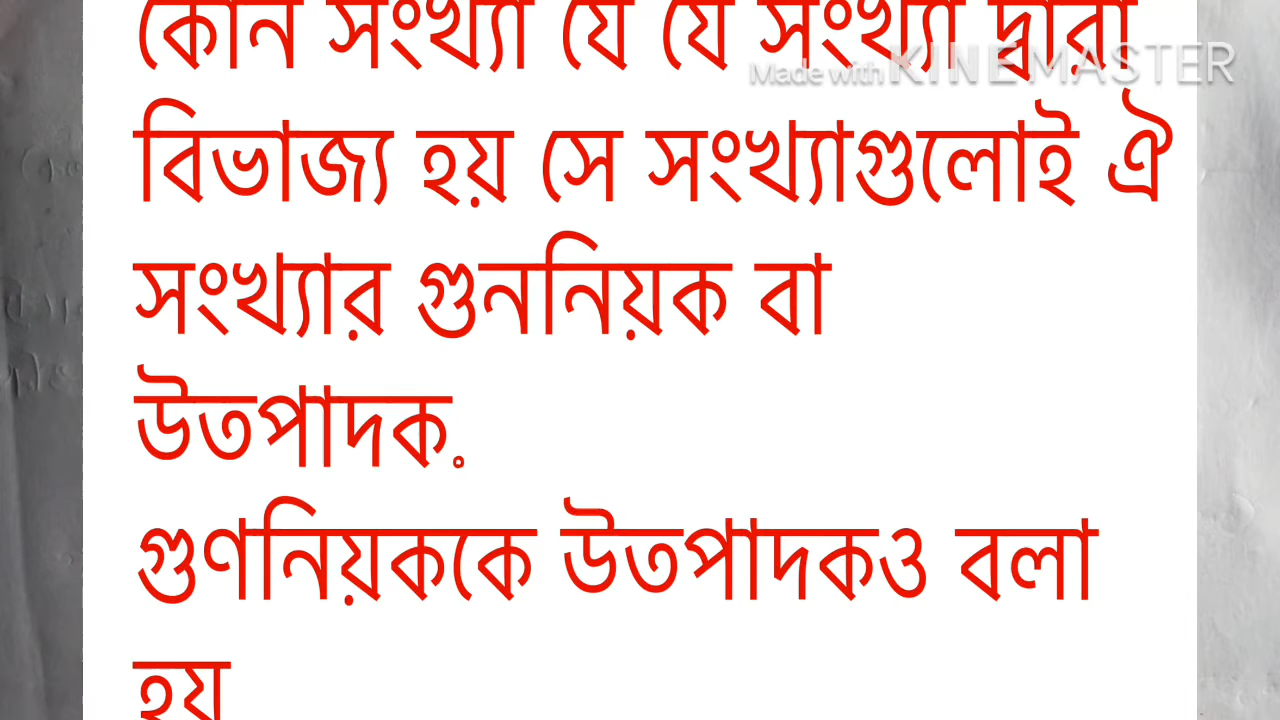 কোন সংখ্যা যে যে সংখ্যা দ্বারা
Made with KINEMASTER
বিভাজ্য হয় সে সংখ্যাগুলোই ঐ
সংখ্যার গুননিয়ক বা
উতপাদক.
গুণনিয়ককে উতপাদকও বলা
হয়